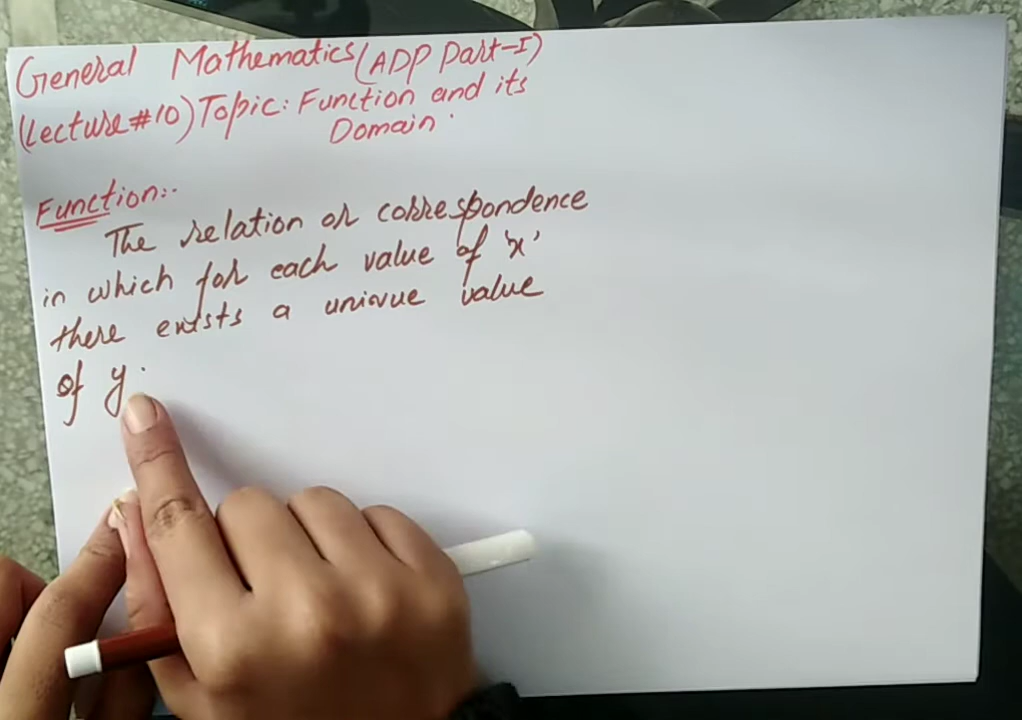 General Mathematics (ADP Part-I)
(Lecture#10) Topic: Function and its
Domain.
Function:-
The relation or correspondence
in which for each value of 'x'
there exists a unique value
of y.